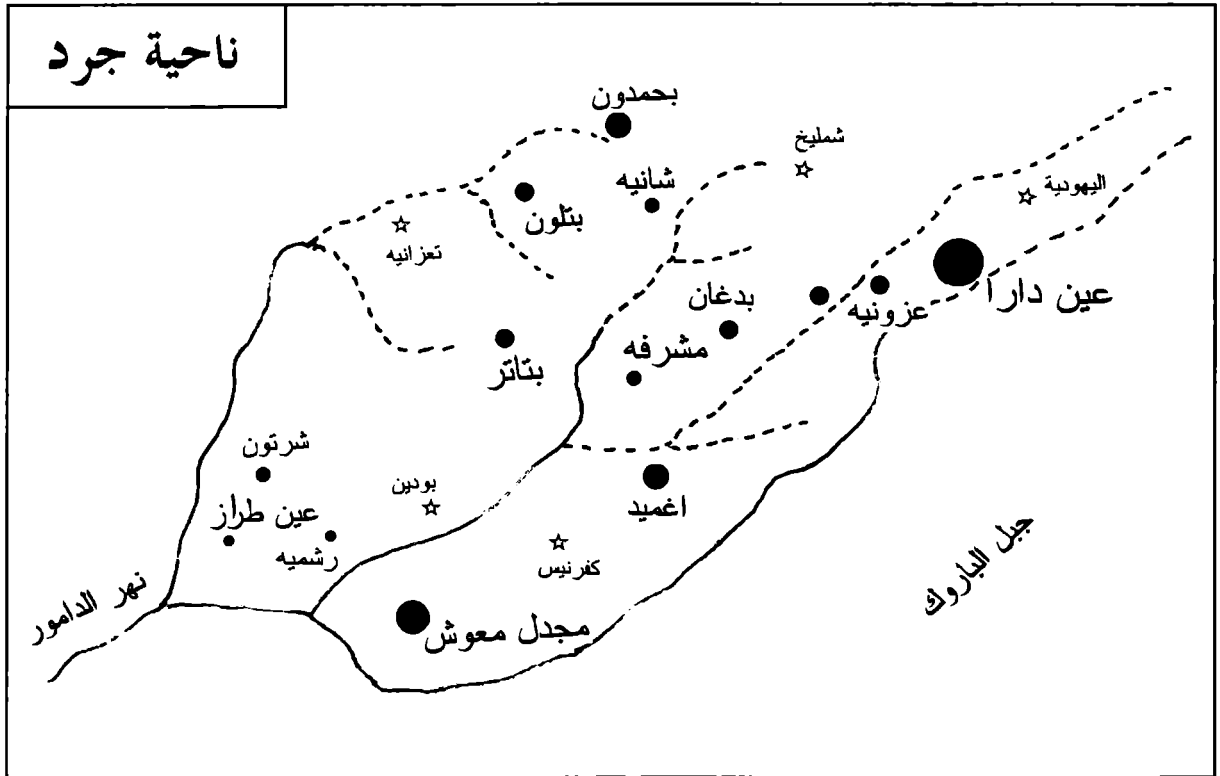 ناحية جرد
بحمدون
شمليخ
اليهودية
شانيه
بتلون
تعزانيه
عين دارا
عزونيه
بدغان
مشرفه
بتاتر
شرتون
بودين
اغميد
عين طراز
رشميه
كفرنيس
جبل الباروك
نهر الدامور
مجدل معوش